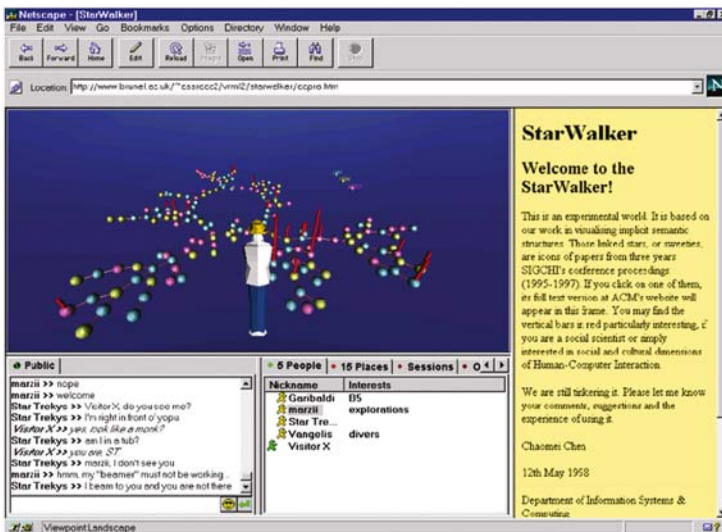 Netscape - [StarWalker]
File Edit View Go Bookmarks Options Directory Window Help
Back Forward Home Edit Reload Images Open Print Find Stop
Location: http://www.brunel.ac.uk/~cssrccc2/vrml2/starwalker/ccpro.htm
StarWalker
Welcome to the
StarWalker!
This is an experimental world. It is based
on our work in visualising implicit semantic
structures. Those linked stars, or sweeties,
are icons of papers from three years
SIGCHI's conference proceedings
(1995-1997). If you click on one of them,
its full text version at ACM's website will
appear in this frame. You may find the
vertical bars in red particularly interesting, if
you are a social scientist or simply
interested in social and cultural dimensions
of Human-Computer Interaction.
We are still tinkering it. Please let me know
your comments, suggestions and the
experience of using it.
Chaomei Chen
12th May 1998
Department of Information Systems &
Computing
Public
marzii >> nope
marzii >> welcome
Star Trekys >> Visitor X, do you see me?
Star Trekys >> I'm right in front o'yopu
Visitor X >> yes, look like a monk?
Star Trekys >> am I in a tub?
Visitor X >> you are, ST
Star Trekys >> marzii, I don't see you
marzii >> hmm, my "beamer" must not be working...
Star Trekys >> I beam to you and you are not there
5 People 15 Places Sessions O
Nickname Interests
Garibaldi B5
marzii explorations
Star Tre...
Vangelis divers
Visitor X
Viewpoint:Landscape